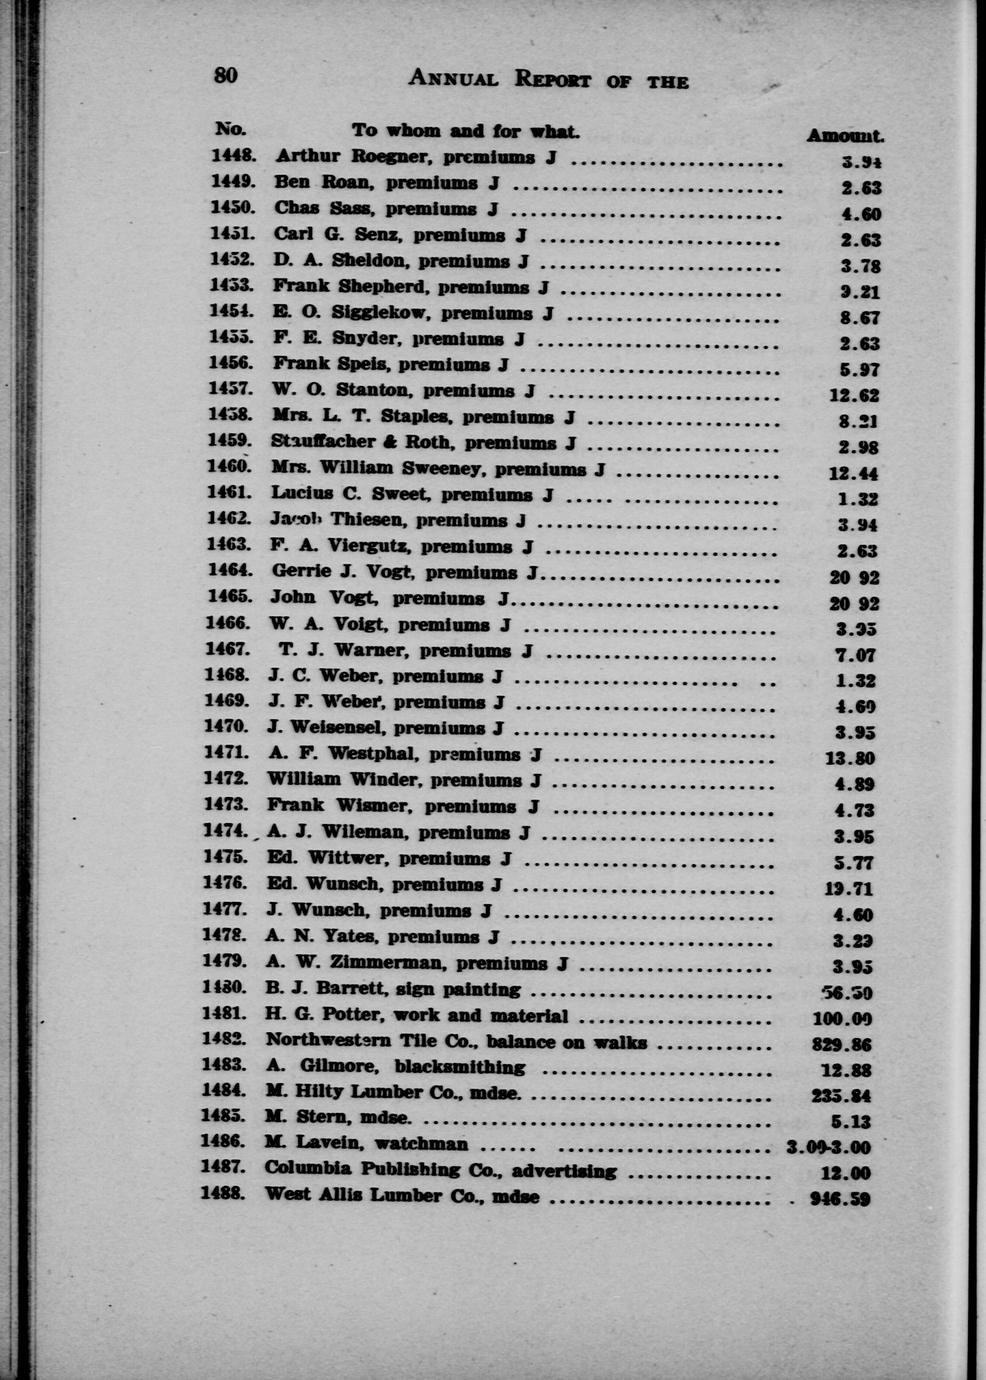 80 ANNUAL REPORT OF THE
No. To whom and for what. Amount.
1448. Arthur Roegner, premiums J ...................... 3.94
1449. Ben Roan, premiums J ............................ 2.63
1450. Chas Sass, premiums J ............................ 4.60
1451. Carl G. Senz, premiums J ......................... 2.63
1452. D. A. Sheldon, premiums J ......................... 3.78
1453. Frank Shepherd, premiums J ....................... 9.21
1454. E. O. Sigglekow, premiums J ...................... 8.67
1455. F. E. Snyder, premiums J ......................... 2.63
1456. Frank Speis, premiums J ........................... 5.97
1457. W. O. Stanton, premiums J ........................ 12.62
1458. Mrs. L. T. Staples, premiums J .................... 8.21
1459. Stauffacher & Roth, premiums J .................... 2.98
1460. Mrs. William Sweeney, premiums J ................. 12.44
1461. Lucius C. Sweet, premiums J ..... ................ 1.32
1462. Jacob Thiesen, premiums J ......................... 3.94
1463. F. A. Viergutz, premiums J ........................ 2.63
1464. Gerrie J. Vogt, premiums J......................... 20 92
1465. John Vogt, premiums J............................ 20 92
1466. W. A. Voigt, premiums J .......................... 3.95
1467. T. J. Warner, premiums J ........................ 7.07
1468. J. C. Weber, premiums J ....................... .. 1.32
1469. J. F. Weber, premiums J .......................... 4.60
1470. J. Weisensel, premiums J .......................... 3.95
1471. A. F. Westphal, premiums J ....................... 13.80
1472. William Winder, premiums J ....................... 4.89
1473. Frank Wismer, premiums J ....................... 4.73
1474. A. J. Wileman, premiums J ........................ 3.95
1475. Ed. Wittwer, premiums J .......................... 5.77
1476. Ed. Wunsch, premiums J ........................... 19.71
1477. J. Wunsch, premiums J ............................ 4.60
1478. A. N. Yates, premiums J ........................... 3.29
1479. A. W. Zimmerman, premiums J .................... 3.95
1480. B. J. Barrett, sign painting ......................... 56.50
1481. H. G. Potter, work and material .................... 100.00
1482. Northwestern Tile Co., balance on walks ............ 829.86
1483. A. Gilmore, blacksmithing ........................ 12.88
1484. M. Hilty Lumber Co., mdse. ......................... 235.84
1485. M. Stern, mdse. .................................... 5.13
1486. M. Lavein, watchman ...... ...................... 3.00-3.00
1487. Columbia Publishing Co., advertising ............... 12.00
1488. West Allis Lumber Co., mdse ....................... 946.59